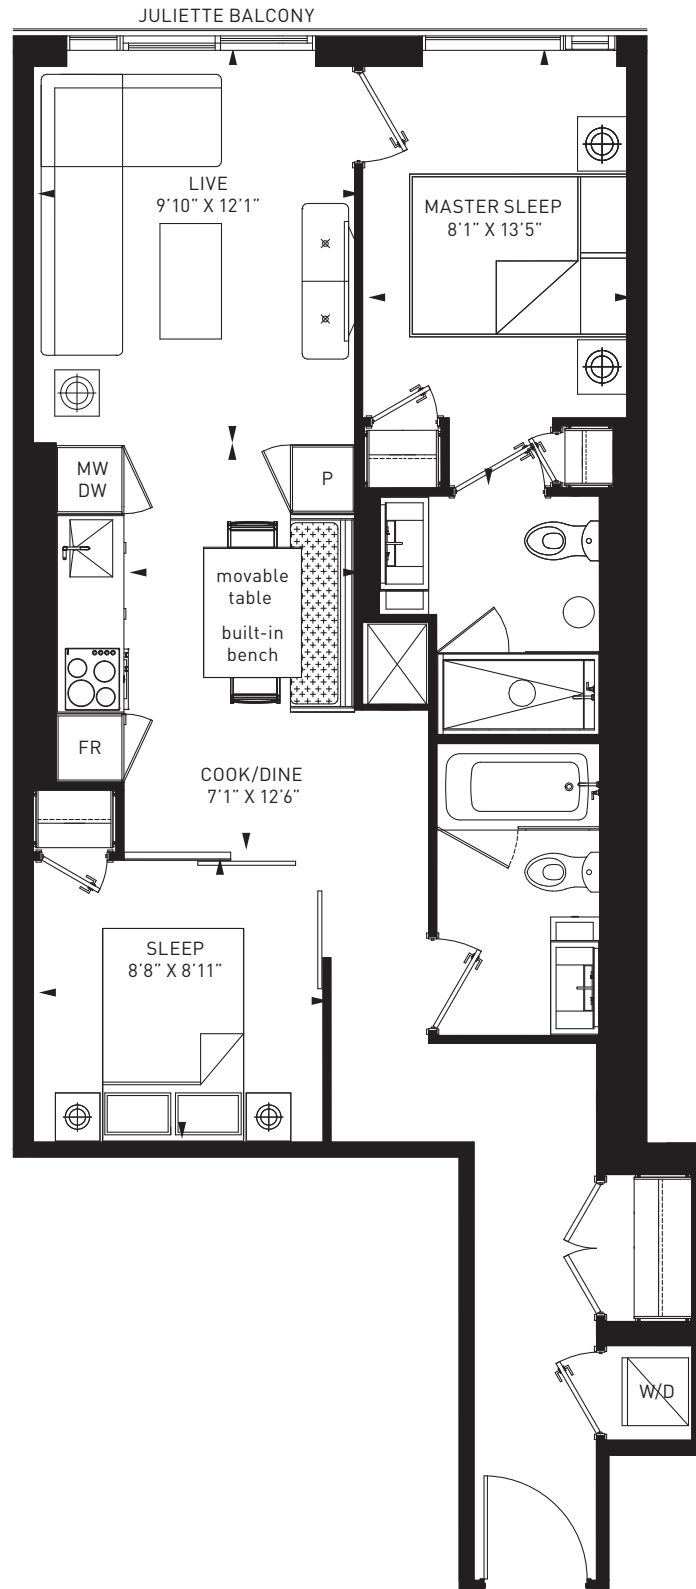 JULIETTE BALCONY
LIVE
9'10" X 12'1"
MASTER SLEEP
8'1" X 13'5"
MW
DW
P
movable
table
built-in
bench
FR
COOK/DINE
7'1" X 12'6"
SLEEP
8'8" X 8'11"
W/D